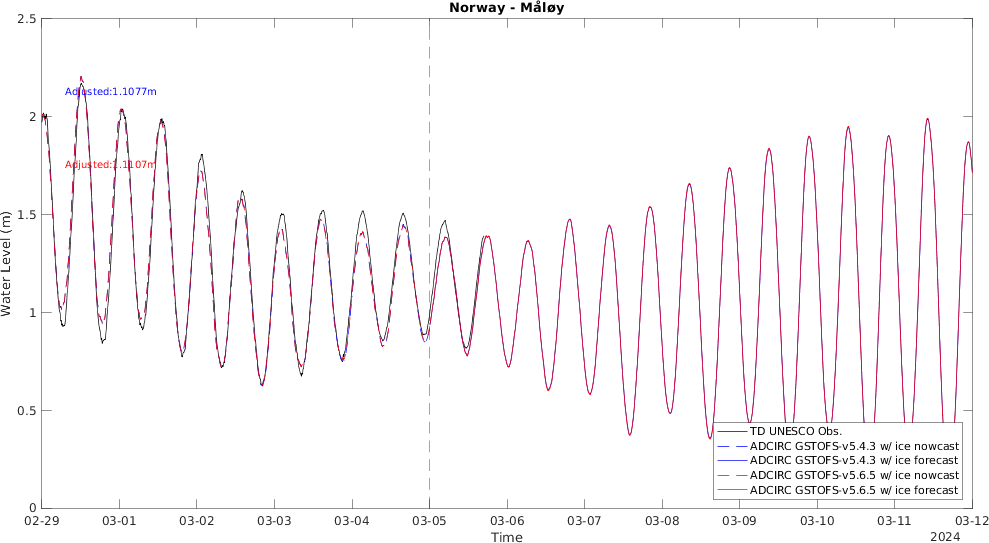 Norway - Måløy
2.5
2
1.5
1
0.5
0
Water Level (m)
Adjusted:1.1077m
Adjusted:1.1107m
TD UNESCO Obs.
ADCIRC GSTOFS-v5.4.3 w/ ice nowcast
ADCIRC GSTOFS-v5.4.3 w/ ice forecast
ADCIRC GSTOFS-v5.6.5 w/ ice nowcast
ADCIRC GSTOFS-v5.6.5 w/ ice forecast
02-29 03-01 03-02 03-03 03-04 03-05 03-06 03-07 03-08 03-09 03-10 03-11 03-12
Time
2024